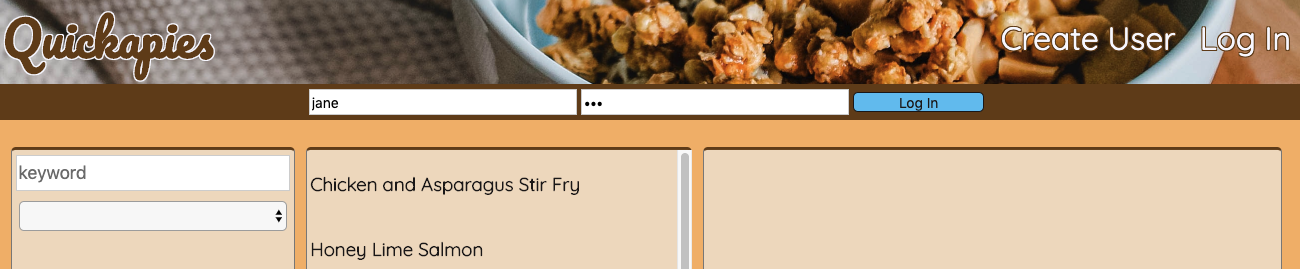 Quickapies
Create User Log In
jane ••• Log In
keyword
Chicken and Asparagus Stir Fry
Honey Lime Salmon